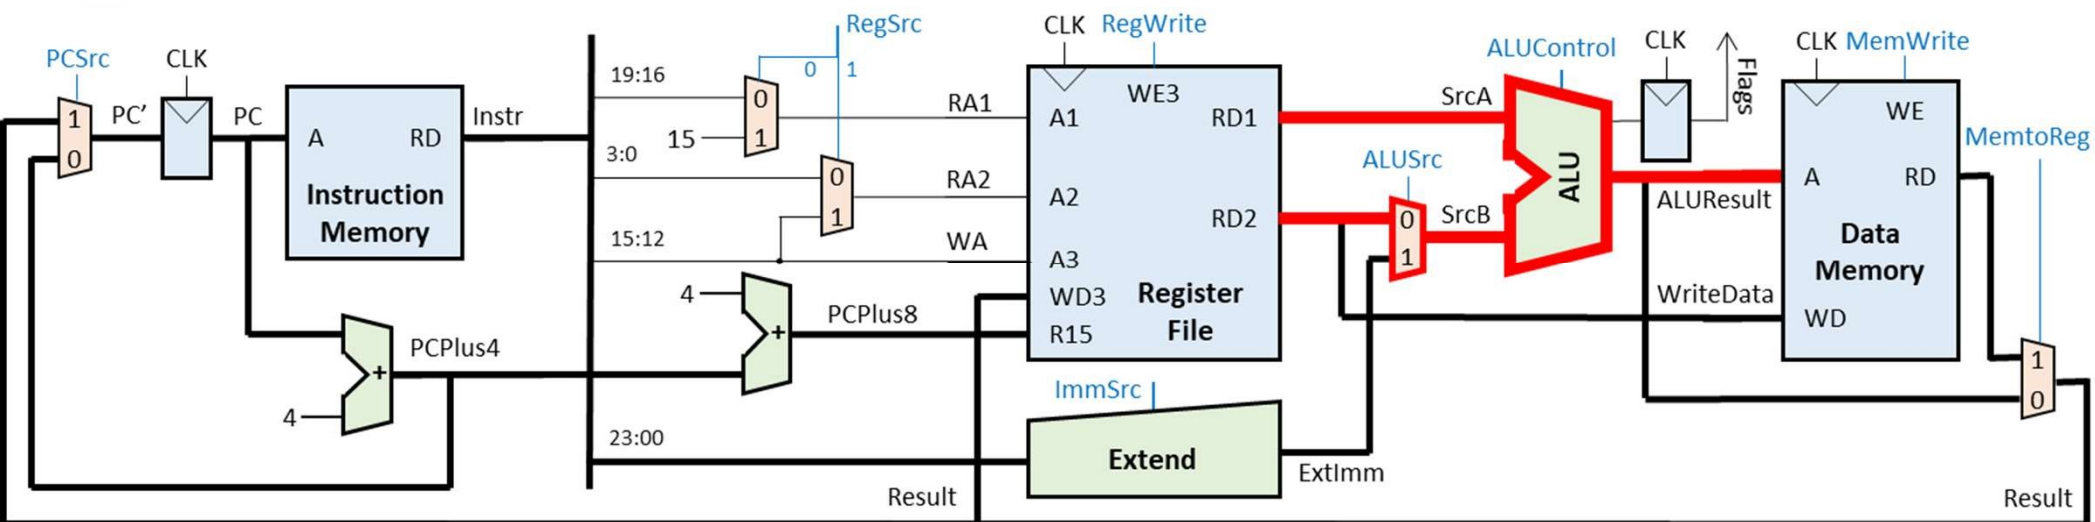 PCSrc
1
0
PC'
CLK
PC
A
RD
Instruction
Memory
Instr
4
+
PCPlus4
19:16
15
0
1
3:0
15:12
23:00
RegSrc
0
1
0
1
4
+
PCPlus8
RA1
RA2
WA
CLK
RegWrite
WE3
A1
RD1
A2
RD2
A3
WD3
R15
Register
File
ImmSrc
Extend
ExtImm
Result
SrcA
ALUSrc
0
1
SrcB
ALUControl
ALU
CLK
Flags
ALUResult
WriteData
CLK
MemWrite
WE
A
RD
Data
Memory
WD
MemtoReg
1
0
Result